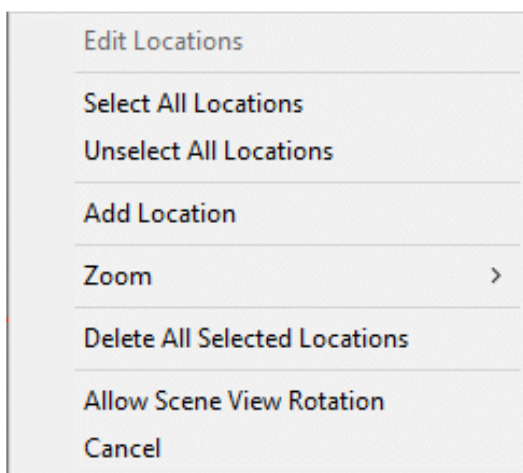 Edit Locations
Select All Locations
Unselect All Locations
Add Location
Zoom
Delete All Selected Locations
Allow Scene View Rotation
Cancel